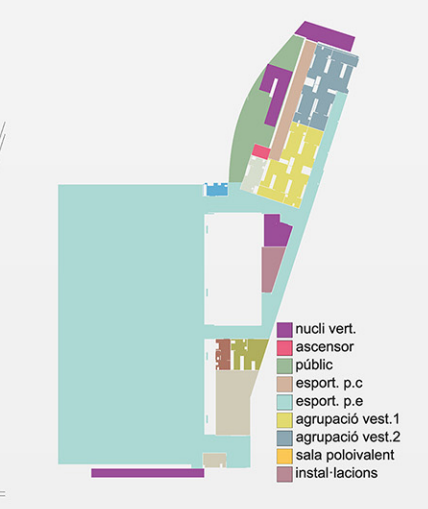 nucli vert.
ascensor
públic
esport. p.c
esport. p.e
agrupació vest.1
agrupació vest.2
sala poloivalent
instal·lacions